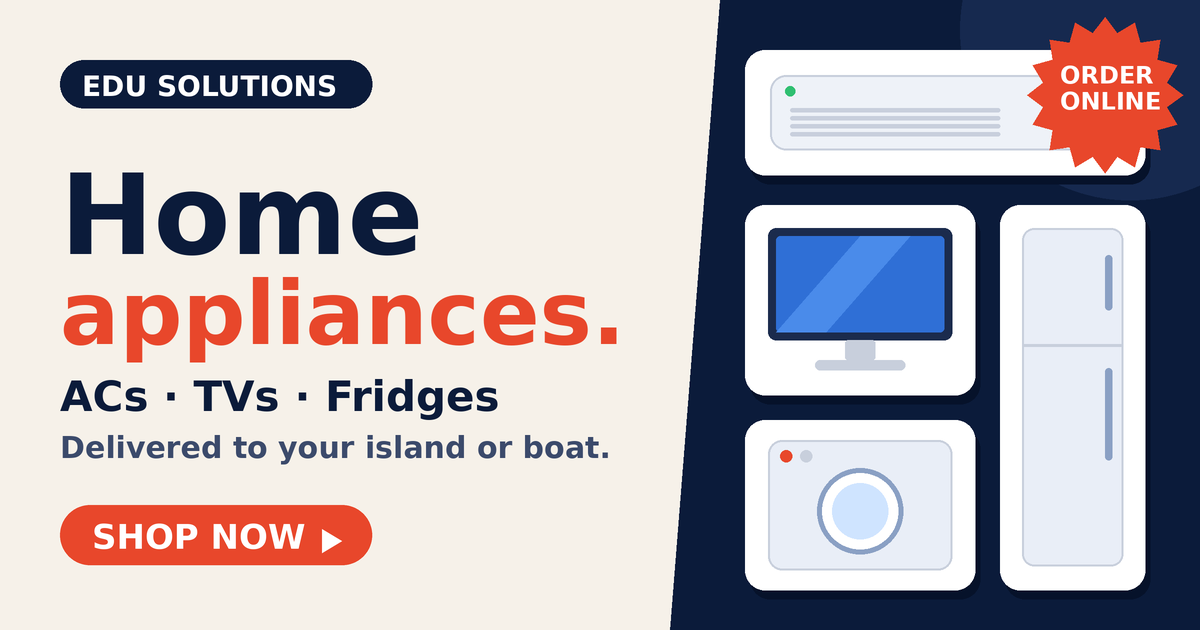 EDU SOLUTIONS
Home
appliances.
ACs · TVs · Fridges
Delivered to your island or boat.
SHOP NOW ▶
ORDER
ONLINE